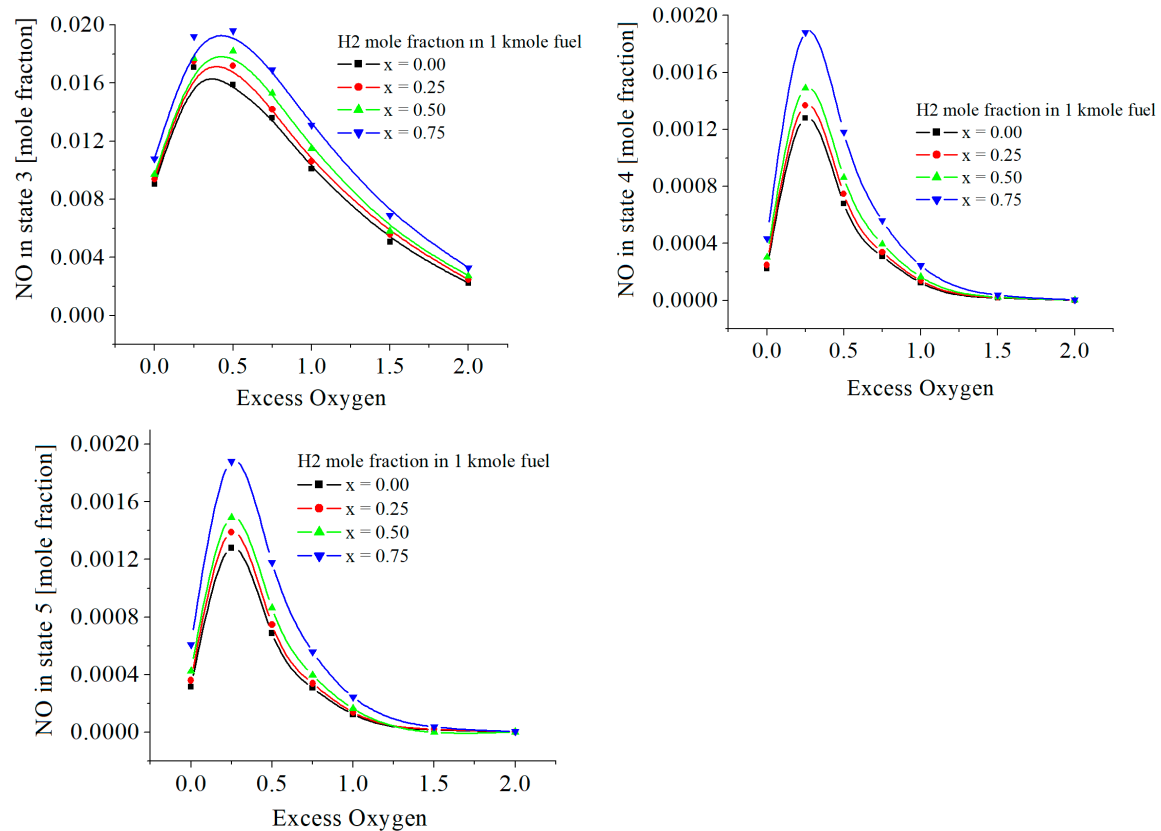 NO in state 3 [mole fraction]
0.020
0.016
0.012
0.008
0.004
0.000
H2 mole fraction in 1 kmole fuel
x = 0.00
x = 0.25
x = 0.50
x = 0.75
0.0 0.5 1.0 1.5 2.0
Excess Oxygen
NO in state 4 [mole fraction]
0.0020
0.0016
0.0012
0.0008
0.0004
0.0000
H2 mole fraction in 1 kmole fuel
x = 0.00
x = 0.25
x = 0.50
x = 0.75
0.0 0.5 1.0 1.5 2.0
Excess Oxygen
NO in state 5 [mole fraction]
0.0020
0.0016
0.0012
0.0008
0.0004
0.0000
H2 mole fraction in 1 kmole fuel
x = 0.00
x = 0.25
x = 0.50
x = 0.75
0.0 0.5 1.0 1.5 2.0
Excess Oxygen